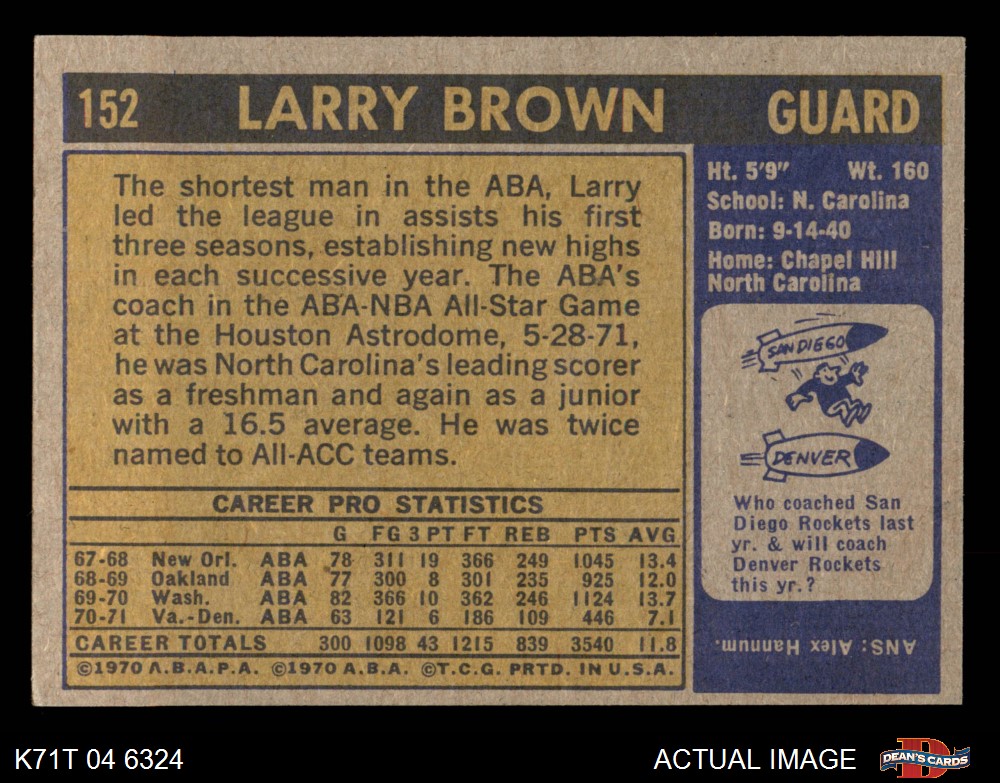 152 LARRY BROWN GUARD
The shortest man in the ABA, Larry
led the league in assists his first
three seasons, establishing new highs
in each successive year. The ABA's
coach in the ABA-NBA All-Star Game
at the Houston Astrodome, 5-28-71,
he was North Carolina's leading scorer
as a freshman and again as a junior
with a 16.5 average. He was twice
named to All-ACC teams.
CAREER PRO STATISTICS
G FG 3 PT FT REB PTS AVG
67-68 New Orl. ABA 78 311 19 366 249 1045 13.4
68-69 Oakland ABA 77 300 8 301 235 925 12.0
69-70 Wash. ABA 82 366 10 362 246 1124 13.7
70-71 Va.-Den. ABA 63 121 6 186 109 446 7.1
CAREER TOTALS 300 1098 43 1215 839 3540 11.8
©1970 A.B.A.P.A. ©1970 A.B.A. ©T.C.G. PRTD. IN U.S.A.
Ht. 5'9" Wt. 160
School: N. Carolina
Born: 9-14-40
Home: Chapel Hill
North Carolina
SAN DIEGO
DENVER
Who coached San
Diego Rockets last
yr. & will coach
Denver Rockets
this yr.?
ANS: Alex Hannum.
K71T 04 6324 ACTUAL IMAGE
D
DEAN'S CARDS